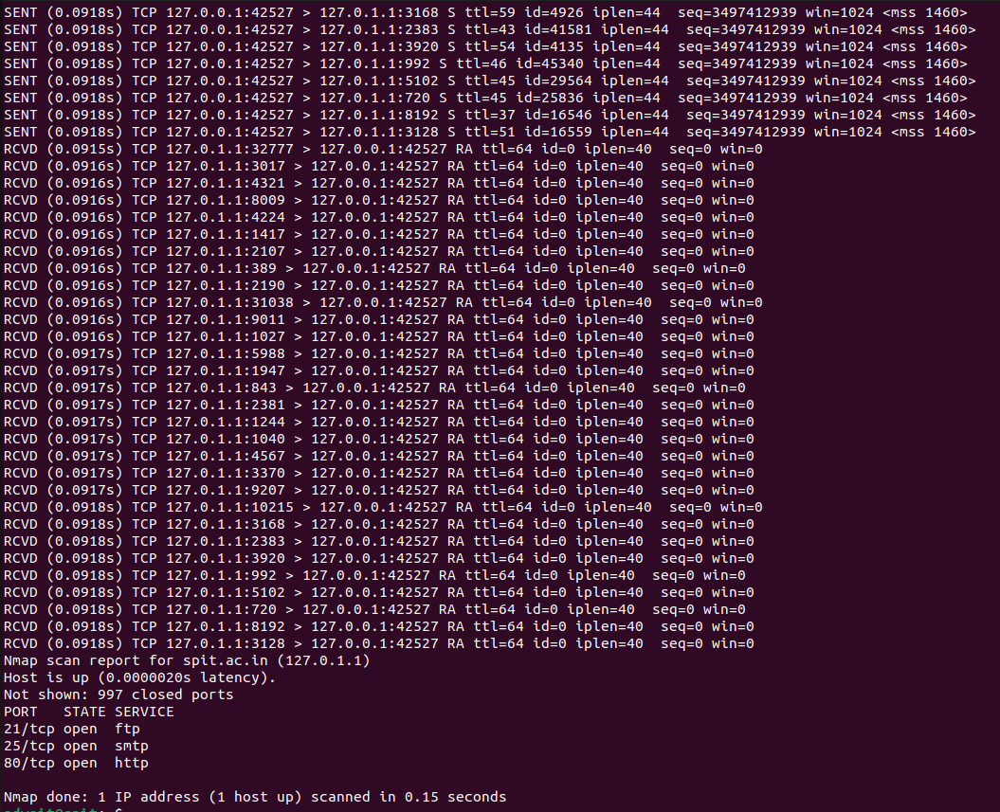 SENT (0.0918s) TCP 127.0.0.1:42527 > 127.0.1.1:3168 S ttl=59 id=4926 iplen=44  seq=3497412939 win=1024 <mss 1460>
SENT (0.0918s) TCP 127.0.0.1:42527 > 127.0.1.1:2383 S ttl=43 id=41581 iplen=44  seq=3497412939 win=1024 <mss 1460>
SENT (0.0918s) TCP 127.0.0.1:42527 > 127.0.1.1:3920 S ttl=54 id=4135 iplen=44  seq=3497412939 win=1024 <mss 1460>
SENT (0.0918s) TCP 127.0.0.1:42527 > 127.0.1.1:992 S ttl=46 id=45340 iplen=44  seq=3497412939 win=1024 <mss 1460>
SENT (0.0918s) TCP 127.0.0.1:42527 > 127.0.1.1:5102 S ttl=45 id=29564 iplen=44  seq=3497412939 win=1024 <mss 1460>
SENT (0.0918s) TCP 127.0.0.1:42527 > 127.0.1.1:720 S ttl=45 id=25836 iplen=44  seq=3497412939 win=1024 <mss 1460>
SENT (0.0918s) TCP 127.0.0.1:42527 > 127.0.1.1:8192 S ttl=37 id=16546 iplen=44  seq=3497412939 win=1024 <mss 1460>
SENT (0.0918s) TCP 127.0.0.1:42527 > 127.0.1.1:3128 S ttl=51 id=16559 iplen=44  seq=3497412939 win=1024 <mss 1460>
RCVD (0.0915s) TCP 127.0.1.1:32777 > 127.0.0.1:42527 RA ttl=64 id=0 iplen=40  seq=0 win=0
RCVD (0.0916s) TCP 127.0.1.1:3017 > 127.0.0.1:42527 RA ttl=64 id=0 iplen=40  seq=0 win=0
RCVD (0.0916s) TCP 127.0.1.1:4321 > 127.0.0.1:42527 RA ttl=64 id=0 iplen=40  seq=0 win=0
RCVD (0.0916s) TCP 127.0.1.1:8009 > 127.0.0.1:42527 RA ttl=64 id=0 iplen=40  seq=0 win=0
RCVD (0.0916s) TCP 127.0.1.1:4224 > 127.0.0.1:42527 RA ttl=64 id=0 iplen=40  seq=0 win=0
RCVD (0.0916s) TCP 127.0.1.1:1417 > 127.0.0.1:42527 RA ttl=64 id=0 iplen=40  seq=0 win=0
RCVD (0.0916s) TCP 127.0.1.1:2107 > 127.0.0.1:42527 RA ttl=64 id=0 iplen=40  seq=0 win=0
RCVD (0.0916s) TCP 127.0.1.1:389 > 127.0.0.1:42527 RA ttl=64 id=0 iplen=40  seq=0 win=0
RCVD (0.0916s) TCP 127.0.1.1:2190 > 127.0.0.1:42527 RA ttl=64 id=0 iplen=40  seq=0 win=0
RCVD (0.0916s) TCP 127.0.1.1:31038 > 127.0.0.1:42527 RA ttl=64 id=0 iplen=40  seq=0 win=0
RCVD (0.0916s) TCP 127.0.1.1:9011 > 127.0.0.1:42527 RA ttl=64 id=0 iplen=40  seq=0 win=0
RCVD (0.0916s) TCP 127.0.1.1:1027 > 127.0.0.1:42527 RA ttl=64 id=0 iplen=40  seq=0 win=0
RCVD (0.0917s) TCP 127.0.1.1:5988 > 127.0.0.1:42527 RA ttl=64 id=0 iplen=40  seq=0 win=0
RCVD (0.0917s) TCP 127.0.1.1:1947 > 127.0.0.1:42527 RA ttl=64 id=0 iplen=40  seq=0 win=0
RCVD (0.0917s) TCP 127.0.1.1:843 > 127.0.0.1:42527 RA ttl=64 id=0 iplen=40  seq=0 win=0
RCVD (0.0917s) TCP 127.0.1.1:2381 > 127.0.0.1:42527 RA ttl=64 id=0 iplen=40  seq=0 win=0
RCVD (0.0917s) TCP 127.0.1.1:1244 > 127.0.0.1:42527 RA ttl=64 id=0 iplen=40  seq=0 win=0
RCVD (0.0917s) TCP 127.0.1.1:1040 > 127.0.0.1:42527 RA ttl=64 id=0 iplen=40  seq=0 win=0
RCVD (0.0917s) TCP 127.0.1.1:4567 > 127.0.0.1:42527 RA ttl=64 id=0 iplen=40  seq=0 win=0
RCVD (0.0917s) TCP 127.0.1.1:3370 > 127.0.0.1:42527 RA ttl=64 id=0 iplen=40  seq=0 win=0
RCVD (0.0917s) TCP 127.0.1.1:9207 > 127.0.0.1:42527 RA ttl=64 id=0 iplen=40  seq=0 win=0
RCVD (0.0918s) TCP 127.0.1.1:10215 > 127.0.0.1:42527 RA ttl=64 id=0 iplen=40  seq=0 win=0
RCVD (0.0918s) TCP 127.0.1.1:3168 > 127.0.0.1:42527 RA ttl=64 id=0 iplen=40  seq=0 win=0
RCVD (0.0918s) TCP 127.0.1.1:2383 > 127.0.0.1:42527 RA ttl=64 id=0 iplen=40  seq=0 win=0
RCVD (0.0918s) TCP 127.0.1.1:3920 > 127.0.0.1:42527 RA ttl=64 id=0 iplen=40  seq=0 win=0
RCVD (0.0918s) TCP 127.0.1.1:992 > 127.0.0.1:42527 RA ttl=64 id=0 iplen=40  seq=0 win=0
RCVD (0.0918s) TCP 127.0.1.1:5102 > 127.0.0.1:42527 RA ttl=64 id=0 iplen=40  seq=0 win=0
RCVD (0.0918s) TCP 127.0.1.1:720 > 127.0.0.1:42527 RA ttl=64 id=0 iplen=40  seq=0 win=0
RCVD (0.0918s) TCP 127.0.1.1:8192 > 127.0.0.1:42527 RA ttl=64 id=0 iplen=40  seq=0 win=0
RCVD (0.0918s) TCP 127.0.1.1:3128 > 127.0.0.1:42527 RA ttl=64 id=0 iplen=40  seq=0 win=0
Nmap scan report for spit.ac.in (127.0.1.1)
Host is up (0.0000020s latency).
Not shown: 997 closed ports
PORT   STATE SERVICE
21/tcp open  ftp
25/tcp open  smtp
80/tcp open  http

Nmap done: 1 IP address (1 host up) scanned in 0.15 seconds